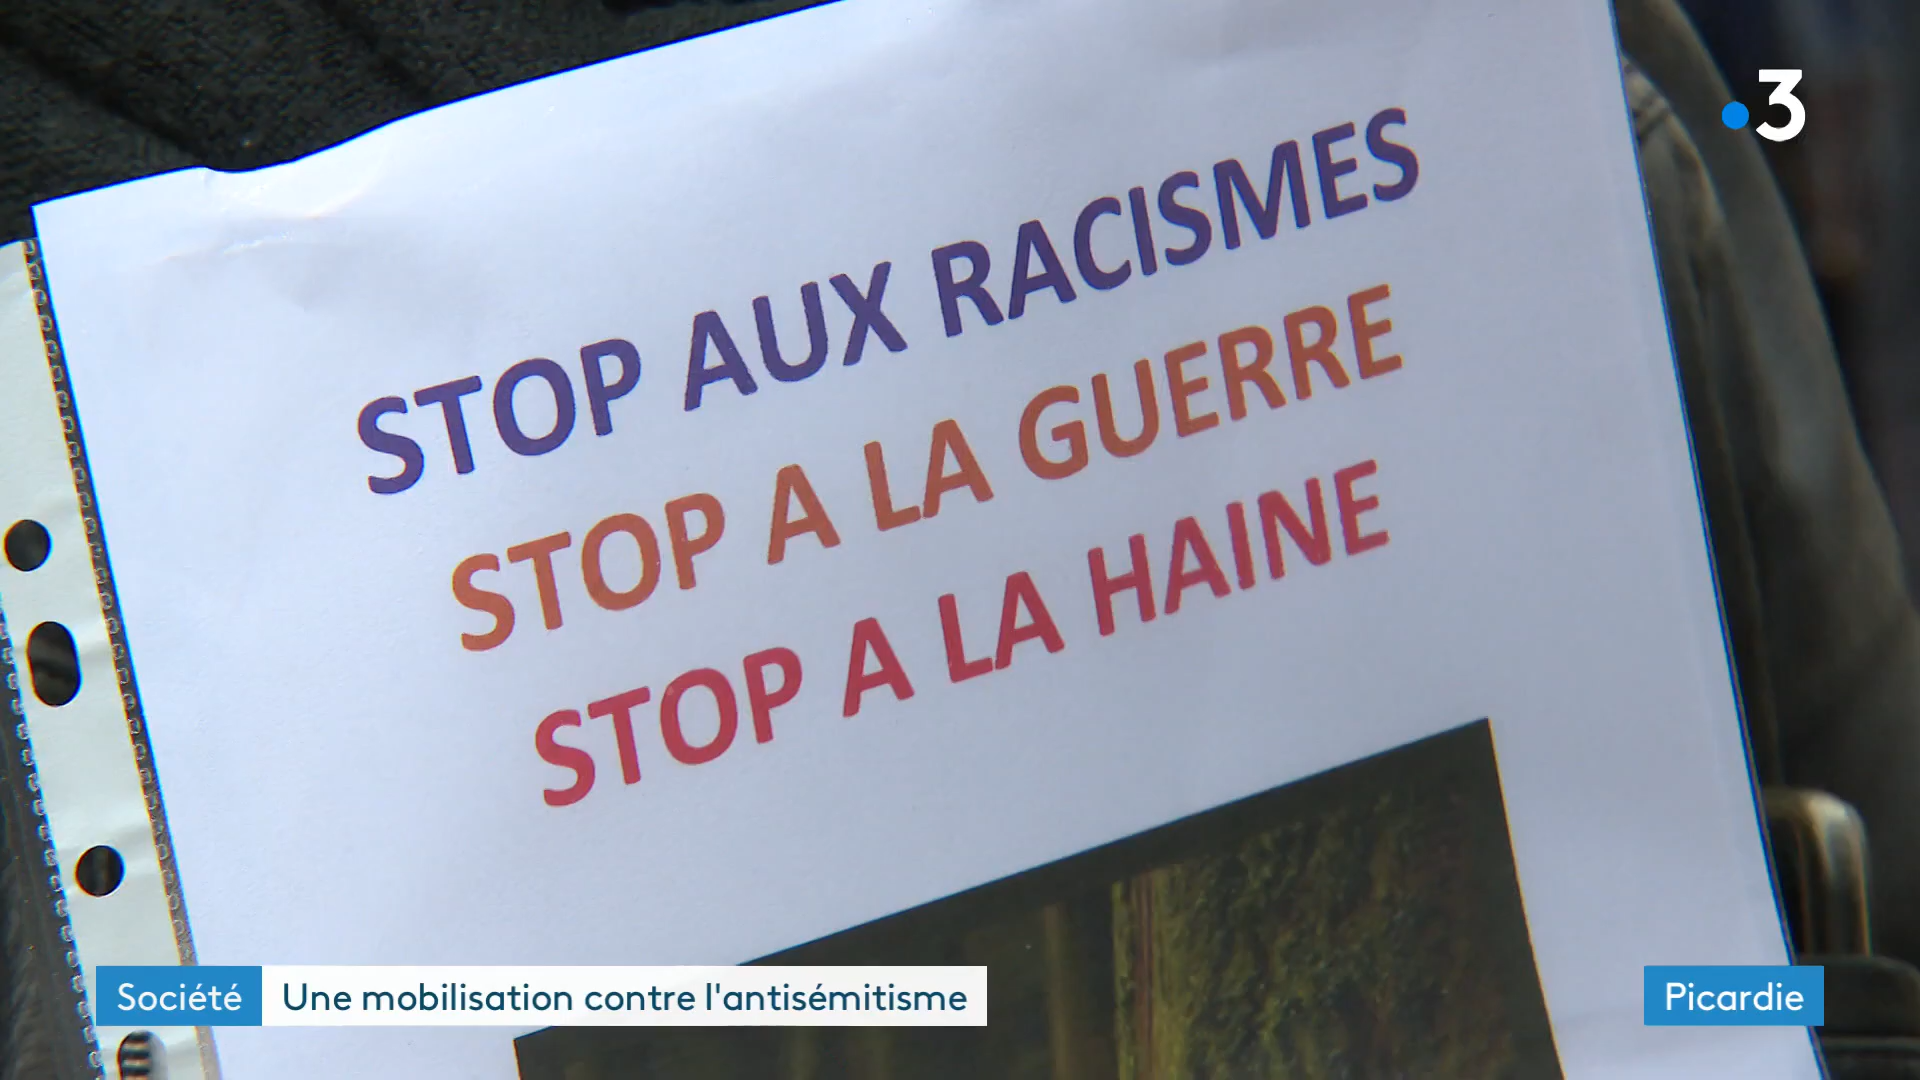 3
STOP AUX RACISMES
STOP A LA GUERRE
STOP A LA HAINE
Société
Une mobilisation contre l'antisémitisme
Picardie